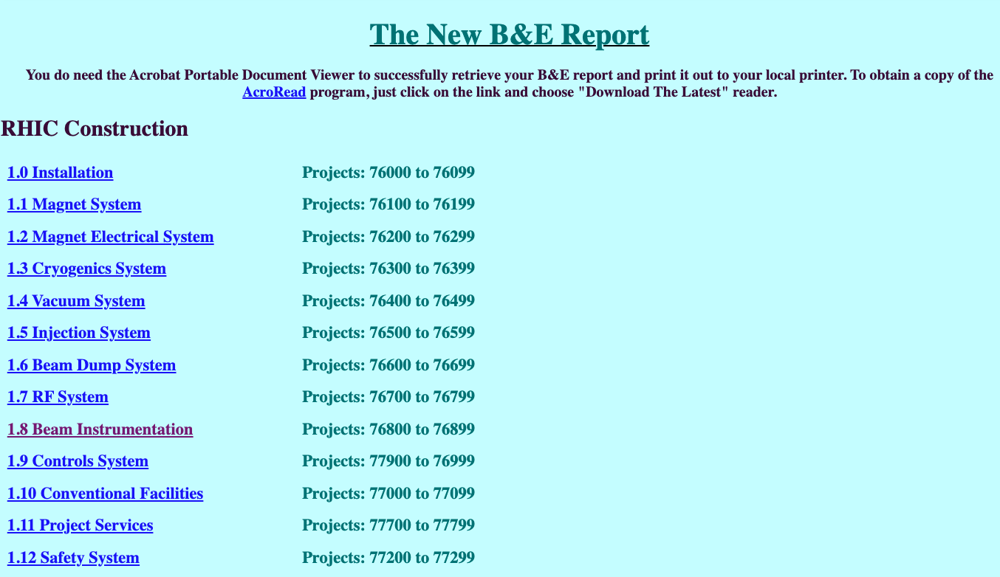 The New B&E Report
You do need the Acrobat Portable Document Viewer to successfully retrieve your B&E report and print it out to your local printer. To obtain a copy of the
AcroRead program, just click on the link and choose "Download The Latest" reader.
RHIC Construction
1.0 Installation Projects: 76000 to 76099
1.1 Magnet System Projects: 76100 to 76199
1.2 Magnet Electrical System Projects: 76200 to 76299
1.3 Cryogenics System Projects: 76300 to 76399
1.4 Vacuum System Projects: 76400 to 76499
1.5 Injection System Projects: 76500 to 76599
1.6 Beam Dump System Projects: 76600 to 76699
1.7 RF System Projects: 76700 to 76799
1.8 Beam Instrumentation Projects: 76800 to 76899
1.9 Controls System Projects: 77900 to 76999
1.10 Conventional Facilities Projects: 77000 to 77099
1.11 Project Services Projects: 77700 to 77799
1.12 Safety System Projects: 77200 to 77299